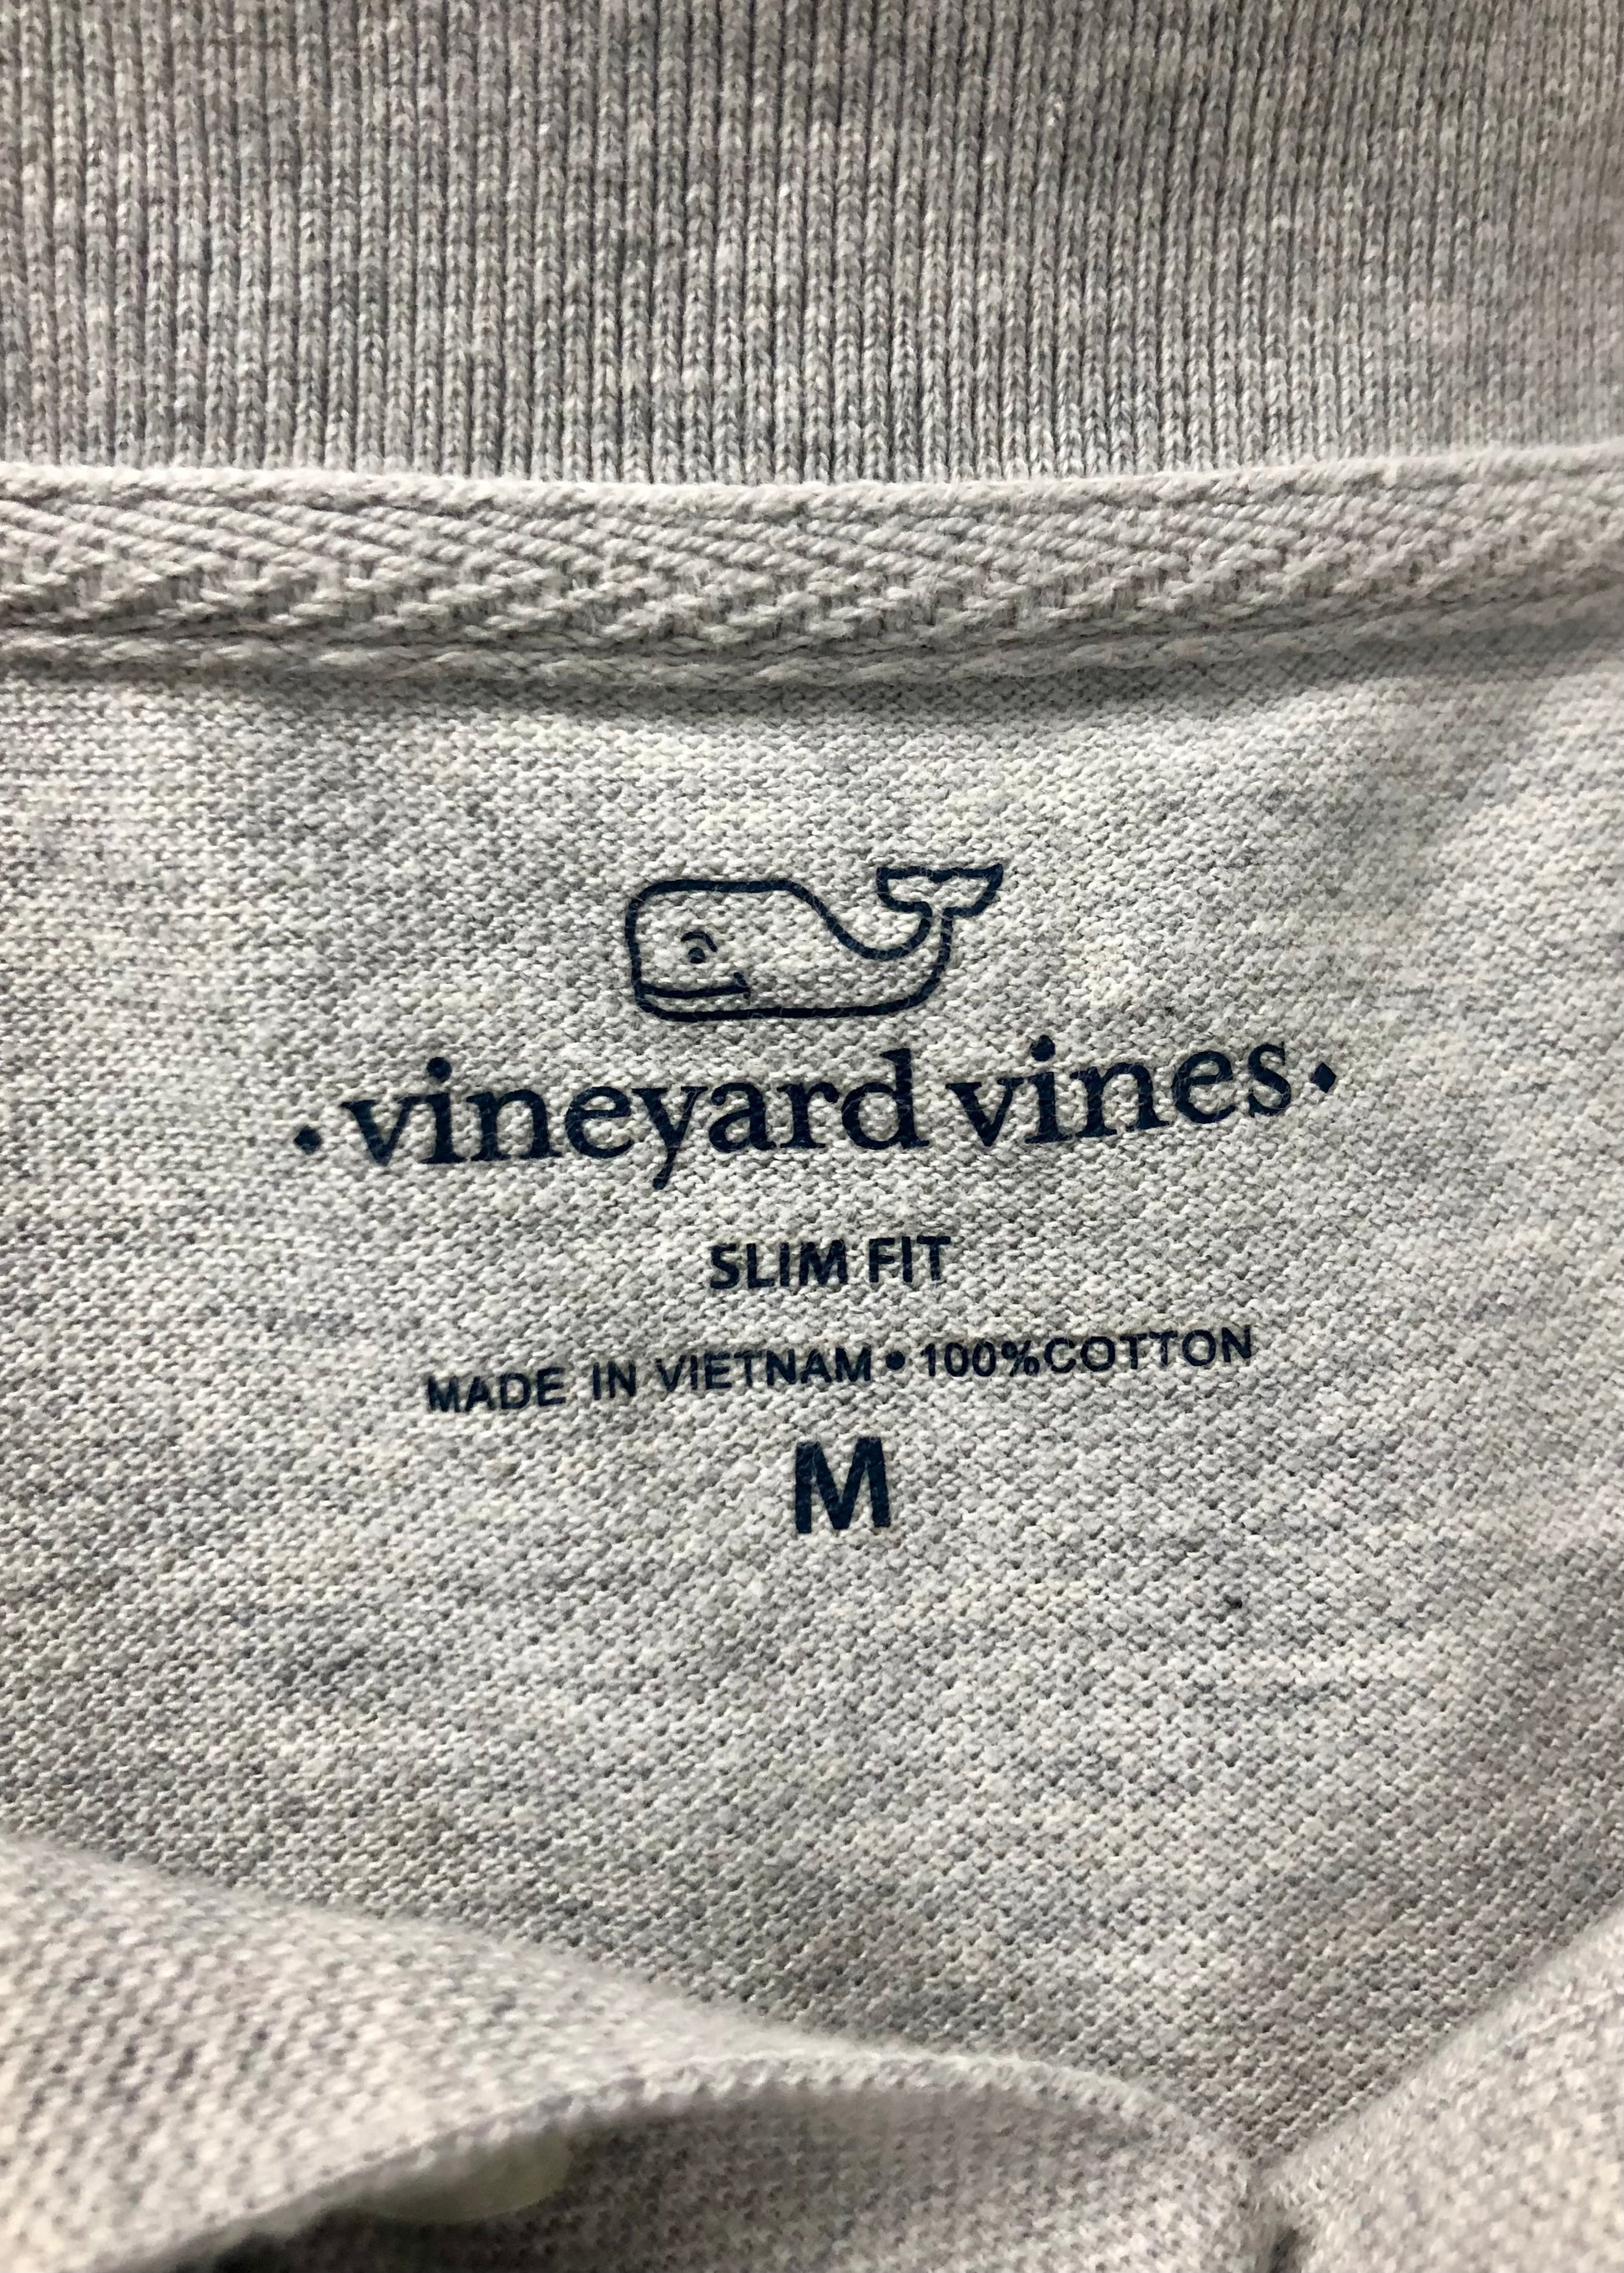 • vineyard vines •
SLIM FIT
MADE IN VIETNAM • 100%COTTON
M